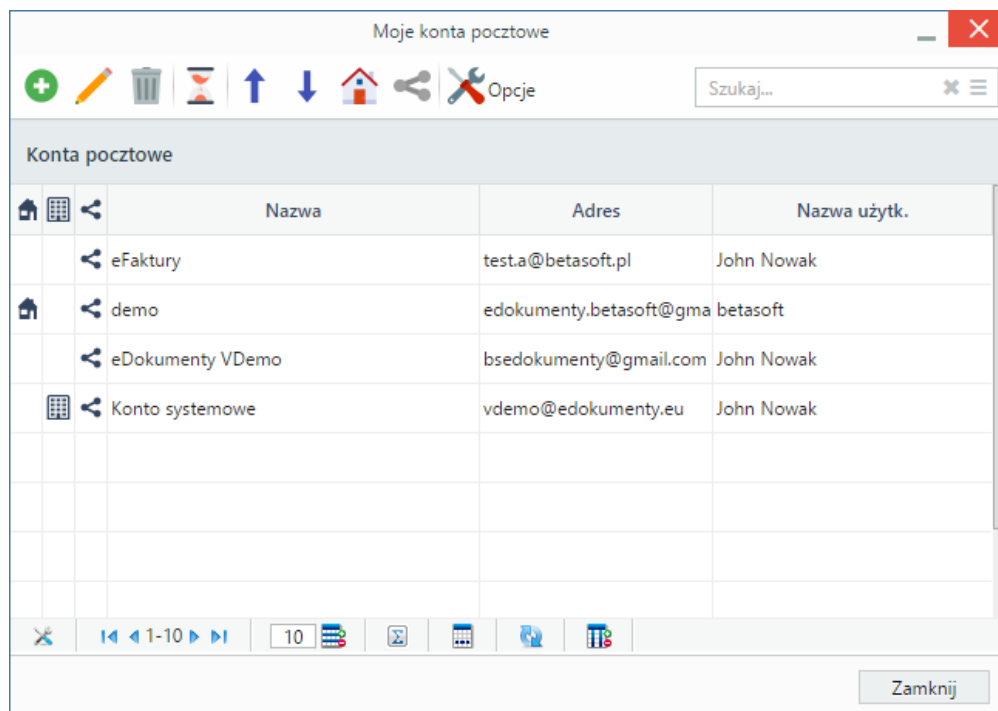 Moje konta pocztowe
Opcje
Szukaj...
Konta pocztowe
Nazwa Adres Nazwa użytk.
eFaktury test.a@betasoft.pl John Nowak
demo edokumenty.betasoft@gma betasoft
eDokumenty VDemo bsedokumenty@gmail.com John Nowak
Konto systemowe vdemo@edokumenty.eu John Nowak
1-10 10
Zamknij